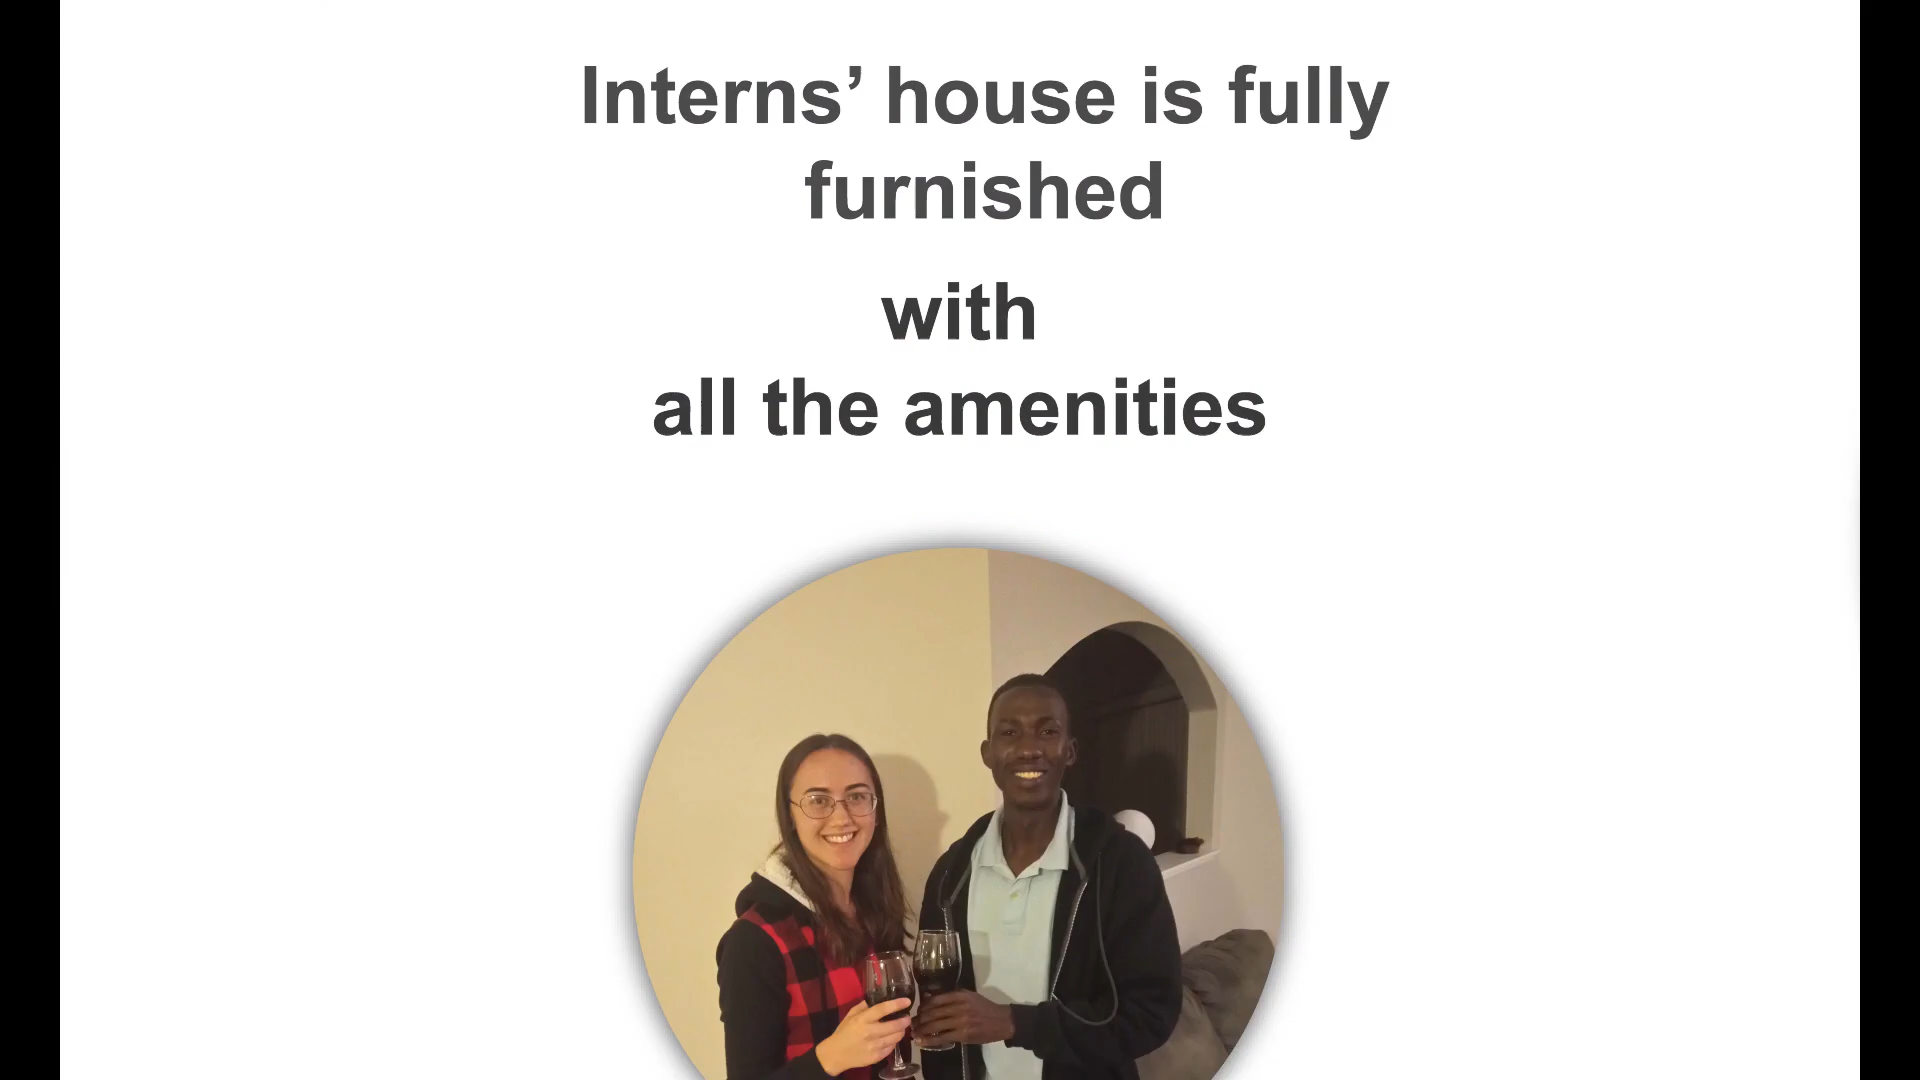 Interns’ house is fully
furnished
with
all the amenities